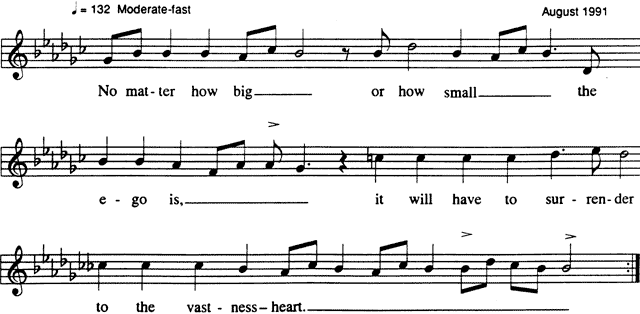 ♩ = 132 Moderate-fast August 1991
No mat-ter how big or how small the
e - go is, it will have to sur - ren-der
to the vast - ness-heart.